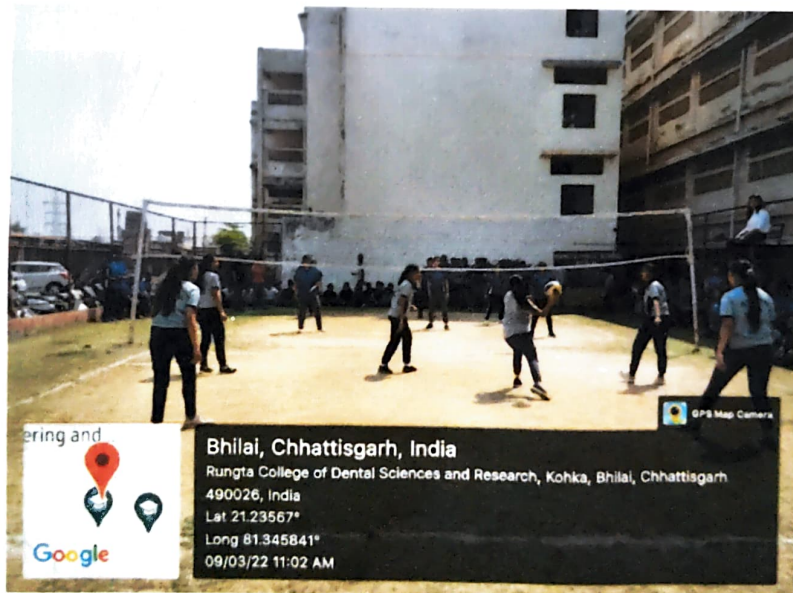 GPS Map Camera
ering and
Google
Bhilai, Chhattisgarh, India
Rungta College of Dental Sciences and Research, Kohka, Bhilai, Chhattisgarh
490026, India
Lat 21.23567°
Long 81.345841°
09/03/22 11:02 AM